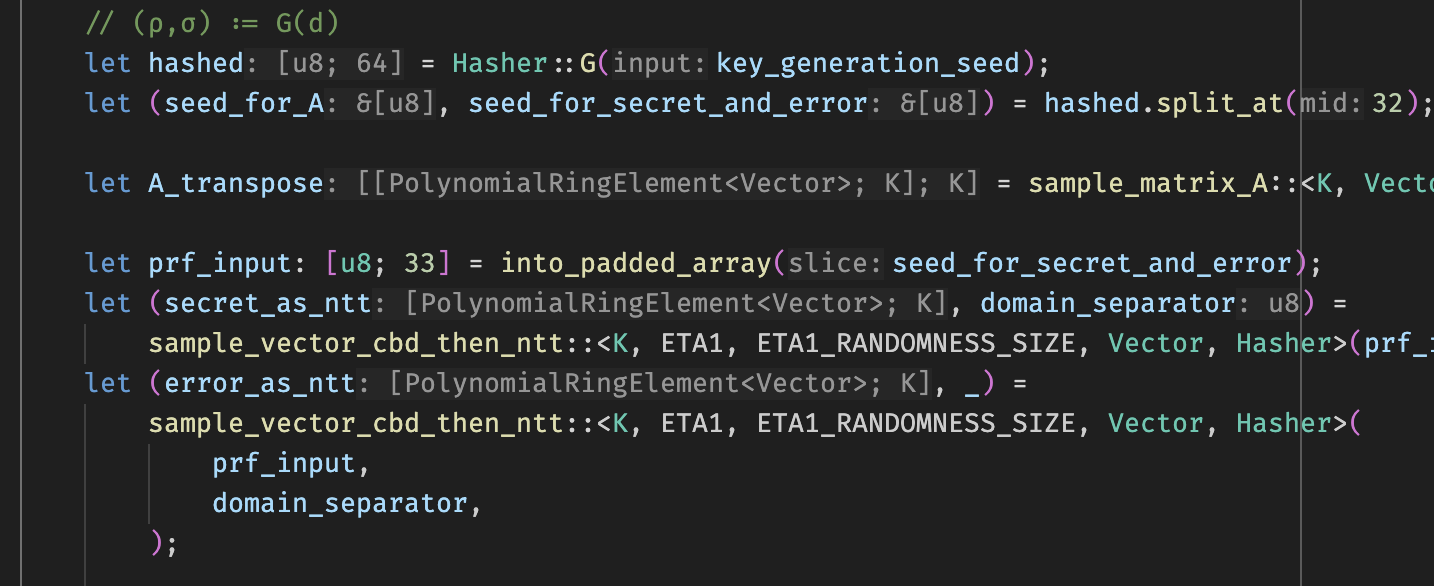 // (ρ,σ) := G(d)
let hashed: [u8; 64] = Hasher::G(input: key_generation_seed);
let (seed_for_A: &[u8], seed_for_secret_and_error: &[u8]) = hashed.split_at(mid: 32);
let A_transpose: [[PolynomialRingElement<Vector>; K]; K] = sample_matrix_A::<K, Vecto
let prf_input: [u8; 33] = into_padded_array(slice: seed_for_secret_and_error);
let (secret_as_ntt: [PolynomialRingElement<Vector>; K], domain_separator: u8) =
sample_vector_cbd_then_ntt::<K, ETA1, ETA1_RANDOMNESS_SIZE, Vector, Hasher>(prf_i
let (error_as_ntt: [PolynomialRingElement<Vector>; K], _) =
sample_vector_cbd_then_ntt::<K, ETA1, ETA1_RANDOMNESS_SIZE, Vector, Hasher>(
prf_input,
domain_separator,
);